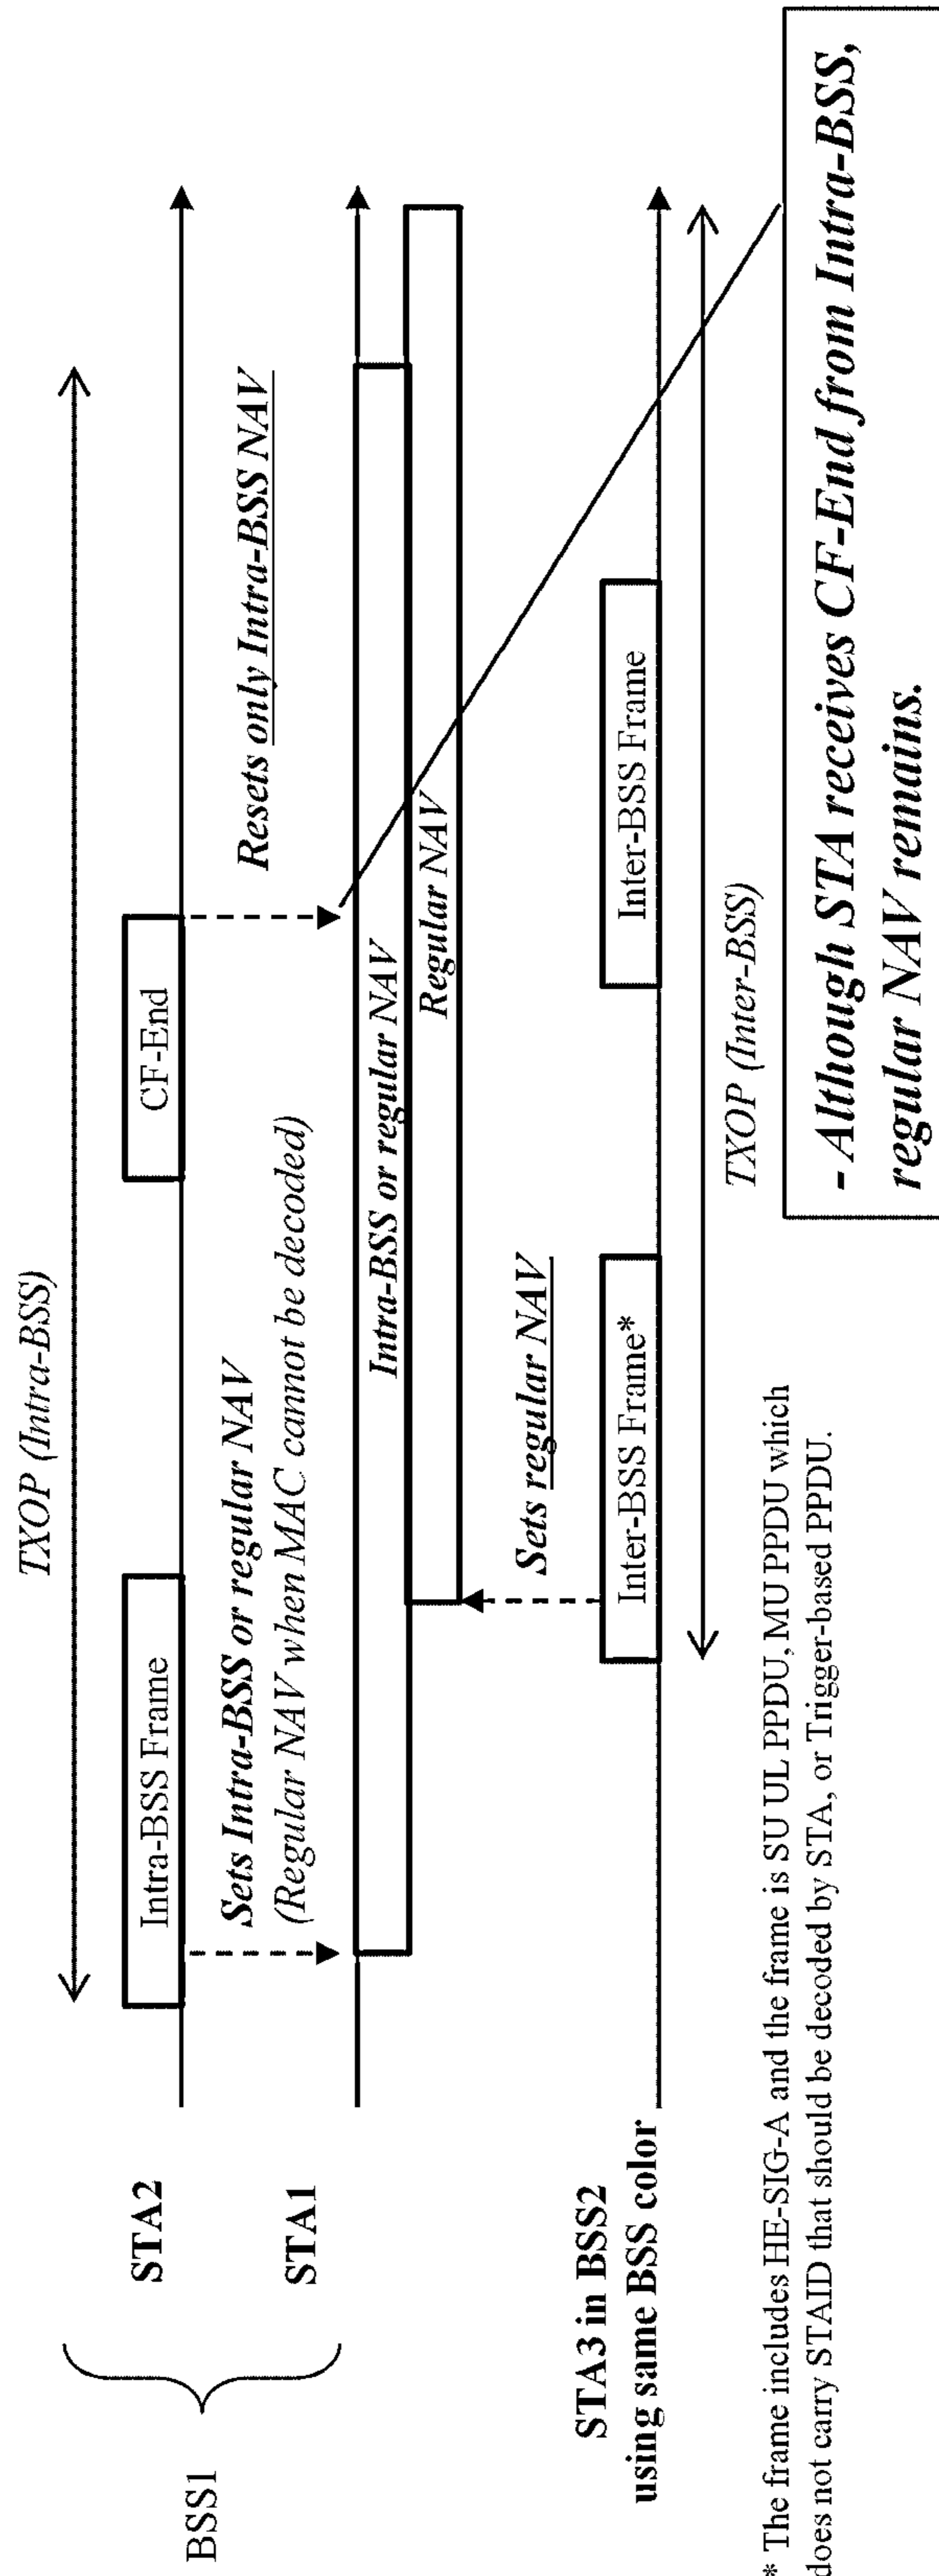 TXOP (Intra-BSS)
BSS1
STA2
Intra-BSS Frame
CF-End
Sets Intra-BSS or regular NAV
(Regular NAV when MAC cannot be decoded)
Resets only Intra-BSS NAV
STA1
Intra-BSS or regular NAV
Regular NAV
Sets regular NAV
STA3 in BSS2
using same BSS color
Inter-BSS Frame*
Inter-BSS Frame
TXOP (Inter-BSS)
* The frame includes HE-SIG-A and the frame is SU UL PPDU, MU PPDU which
does not carry STAID that should be decoded by STA, or Trigger-based PPDU.
- Although STA receives CF-End from Intra-BSS,
regular NAV remains.